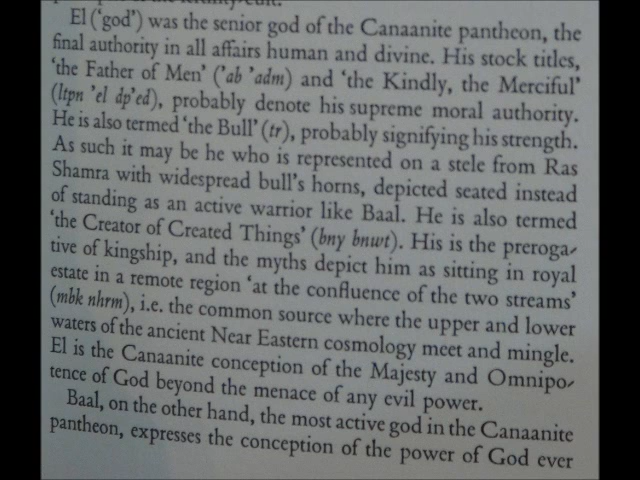 El ('god') was the senior god of the Canaanite pantheon, the
final authority in all affairs human and divine. His stock titles,
'the Father of Men' ('ab 'adm) and 'the Kindly, the Merciful'
(ltpn 'el dp'ed), probably denote his supreme moral authority.
He is also termed 'the Bull' (tr), probably signifying his strength.
As such it may be he who is represented on a stele from Ras
Shamra with widespread bull's horns, depicted seated instead
of standing as an active warrior like Baal. He is also termed
'the Creator of Created Things' (bny bnwt). His is the preroga-
tive of kingship, and the myths depict him as sitting in royal
estate in a remote region 'at the confluence of the two streams'
(mbk nhrm), i.e. the common source where the upper and lower
waters of the ancient Near Eastern cosmology meet and mingle.
El is the Canaanite conception of the Majesty and Omnipo-
tence of God beyond the menace of any evil power.
Baal, on the other hand, the most active god in the Canaanite
pantheon, expresses the conception of the power of God ever